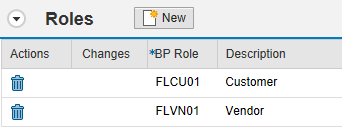 Roles New
Actions Changes *BP Role Description
FLCU01 Customer
FLVN01 Vendor